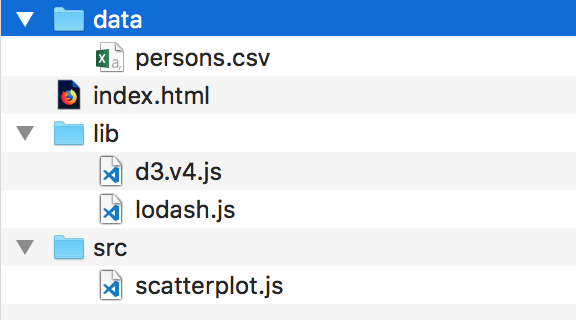 data
persons.csv
index.html
lib
d3.v4.js
lodash.js
src
scatterplot.js